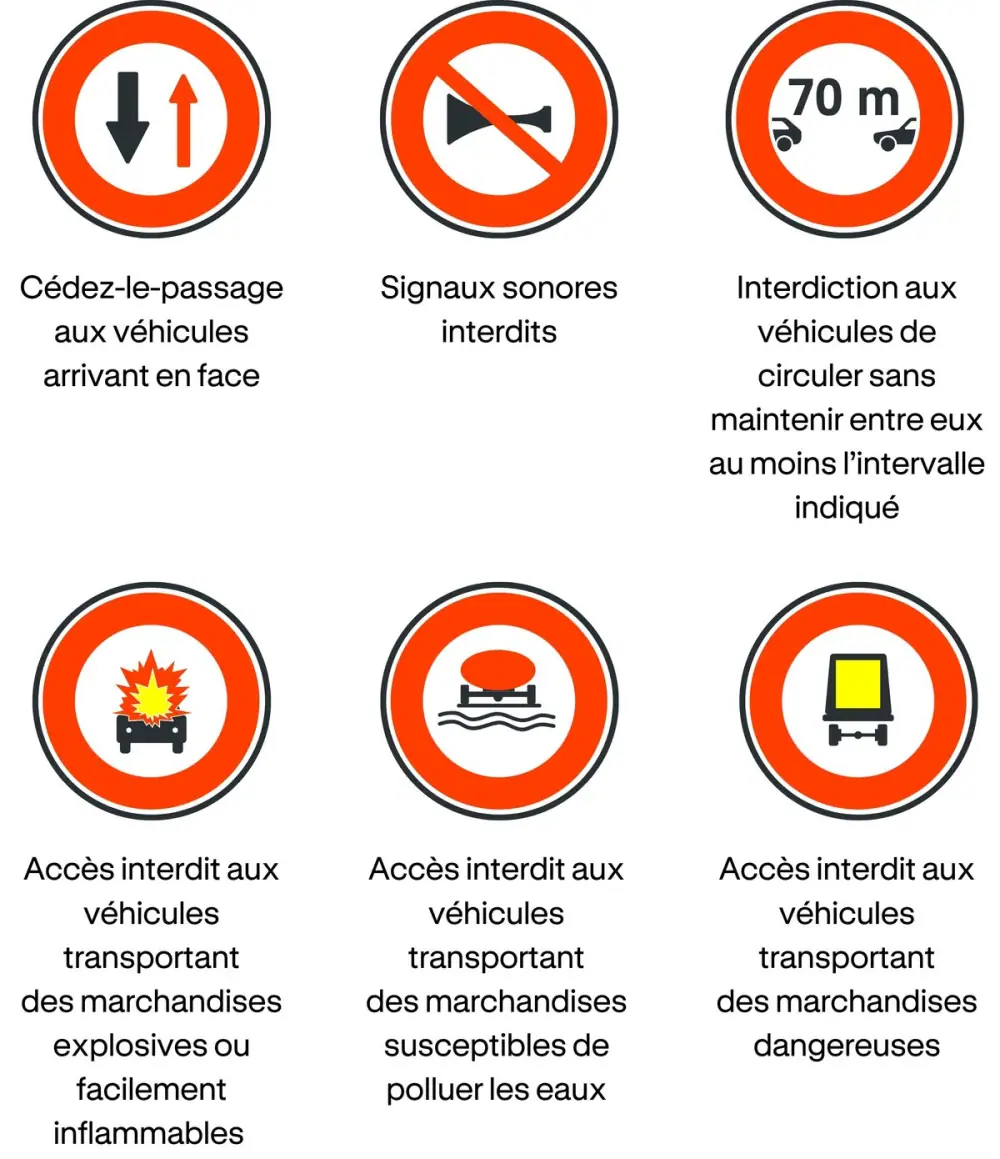 Cédez-le-passage
aux véhicules
arrivant en face
Signaux sonores
interdits
70 m
Interdiction aux
véhicules de
circuler sans
maintenir entre eux
au moins l’intervalle
indiqué
Accès interdit aux
véhicules
transportant
des marchandises
explosives ou
facilement
inflammables
Accès interdit aux
véhicules
transportant
des marchandises
susceptibles de
polluer les eaux
Accès interdit aux
véhicules
transportant
des marchandises
dangereuses